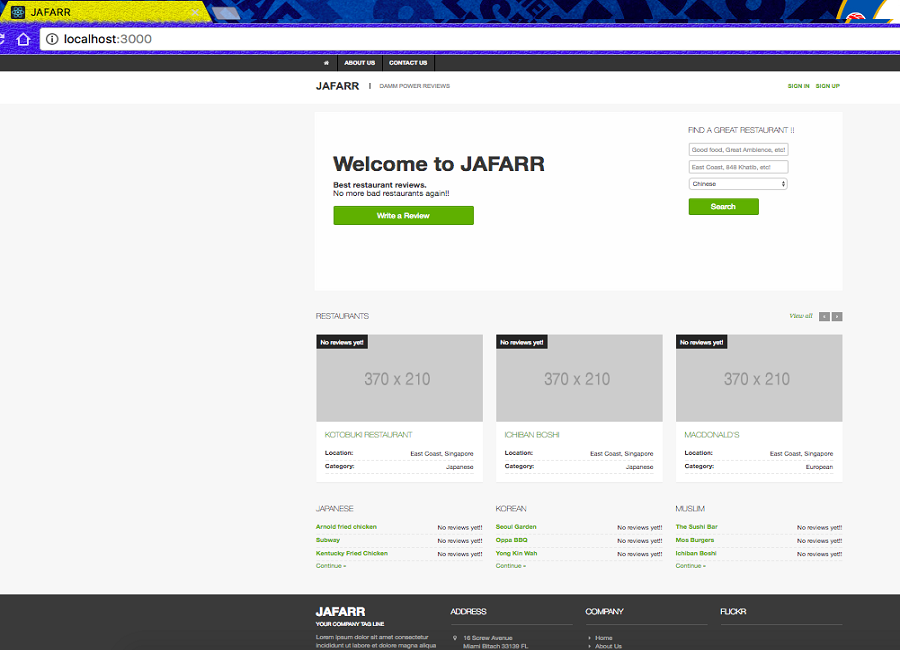 JAFARR
localhost:3000
ABOUT US CONTACT US
JAFARR | DAMM POWER REVIEWS SIGN IN SIGN UP
FIND A GREAT RESTAURANT !!
Good food, Great Ambience, etc!
East Coast, 848 Khatib, etc!
Chinese
Search
Welcome to JAFARR
Best restaurant reviews.
No more bad restaurants again!!
Write a Review
RESTAURANTS View all
No reviews yet! No reviews yet! No reviews yet!
370 x 210 370 x 210 370 x 210
KOTOBUKI RESTAURANT ICHIBAN BOSHI MACDONALD'S
Location: East Coast, Singapore Location: East Coast, Singapore Location: East Coast, Singapore
Category: Japanese Category: Japanese Category: European
JAPANESE KOREAN MUSLIM
Arnold fried chicken No reviews yet!! Seoul Garden No reviews yet!! The Sushi Bar No reviews yet!!
Subway No reviews yet!! Oppa BBQ No reviews yet!! Mos Burgers No reviews yet!!
Kentucky Fried Chicken No reviews yet!! Yong Kin Wah No reviews yet!! Ichiban Boshi No reviews yet!!
Continue Continue Continue
JAFARR ADDRESS COMPANY FLICKR
YOUR COMPANY TAG LINE
Lorem ipsum dolor sit amet consectetur 16 Screw Avenue Home
incididunt ut labore et dolore magna aliqua Miami Bitach 33139 FL About Us